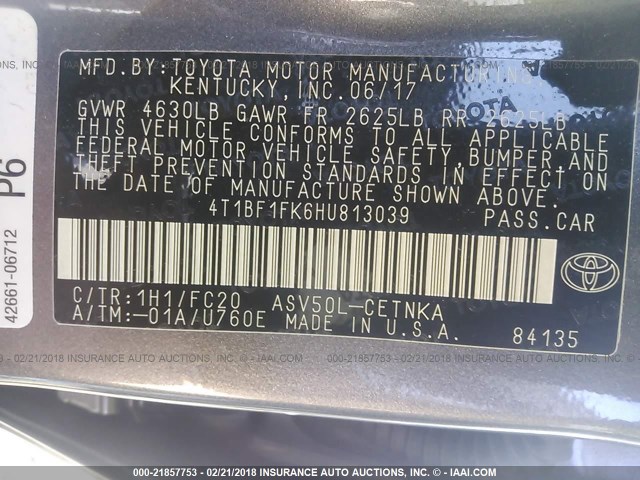 MFD. BY: TOYOTA MOTOR MANUFACTURING
KENTUCKY, INC. 06/17
GVWR 4630LB GAWR FR 2625LB RR 2625LB
THIS VEHICLE CONFORMS TO ALL APPLICABLE
FEDERAL MOTOR VEHICLE SAFETY, BUMPER AND
THEFT PREVENTION STANDARDS IN EFFECT ON
THE DATE OF MANUFACTURE SHOWN ABOVE.
4T1BF1FK6HU813039 PASS.CAR
C/TR:1H1/FC20 ASV50L-CETNKA
A/TM:-01A/U760E MADE IN U.S.A.
84135
TOYOTA
42661-06712 P6
000-21857753 - 02/21/2018 - INSURANCE AUTO AUCTIONS - IAAI.COM